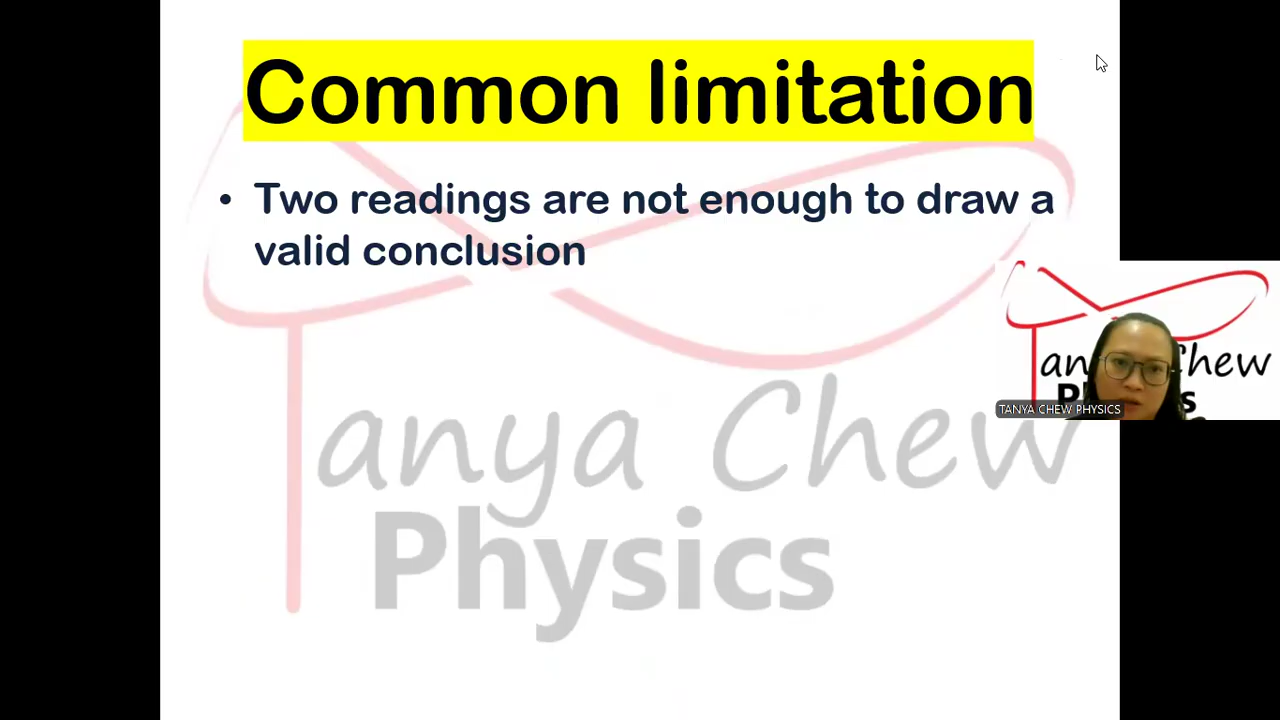 Common limitation
• Two readings are not enough to draw a
valid conclusion
Tanya Chew
Physics
TANYA CHEW PHYSICS